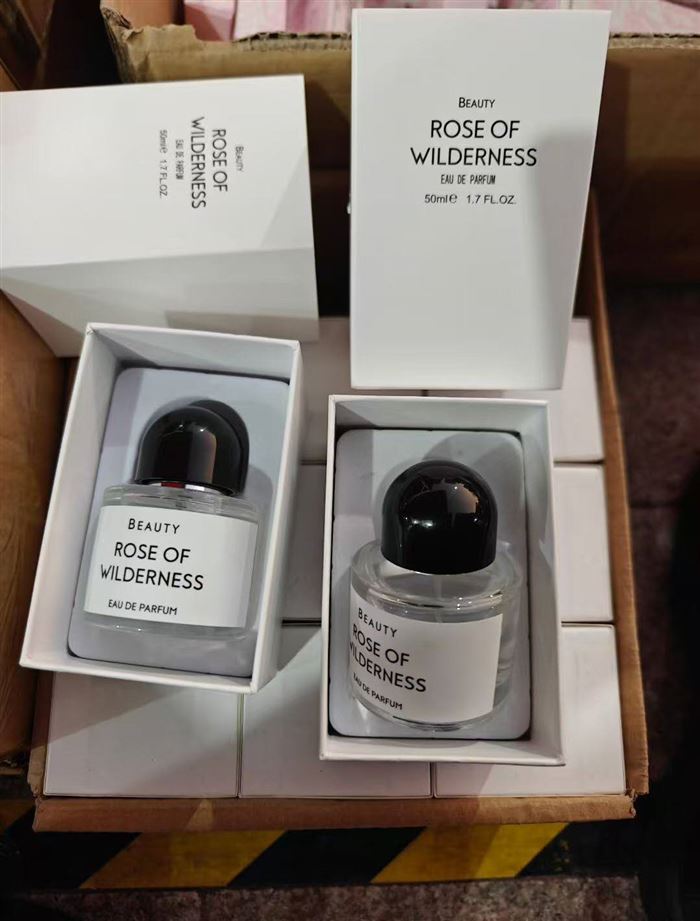 BEAUTY
ROSE OF
WILDERNESS
EAU DE PARFUM
50ml℮ 1.7 FL.OZ.
BEAUTY
ROSE OF
WILDERNESS
EAU DE PARFUM
50ml℮ 1.7 FL.OZ.
BEAUTY
ROSE OF
WILDERNESS
EAU DE PARFUM
BEAUTY
ROSE OF
WILDERNESS
EAU DE PARFUM